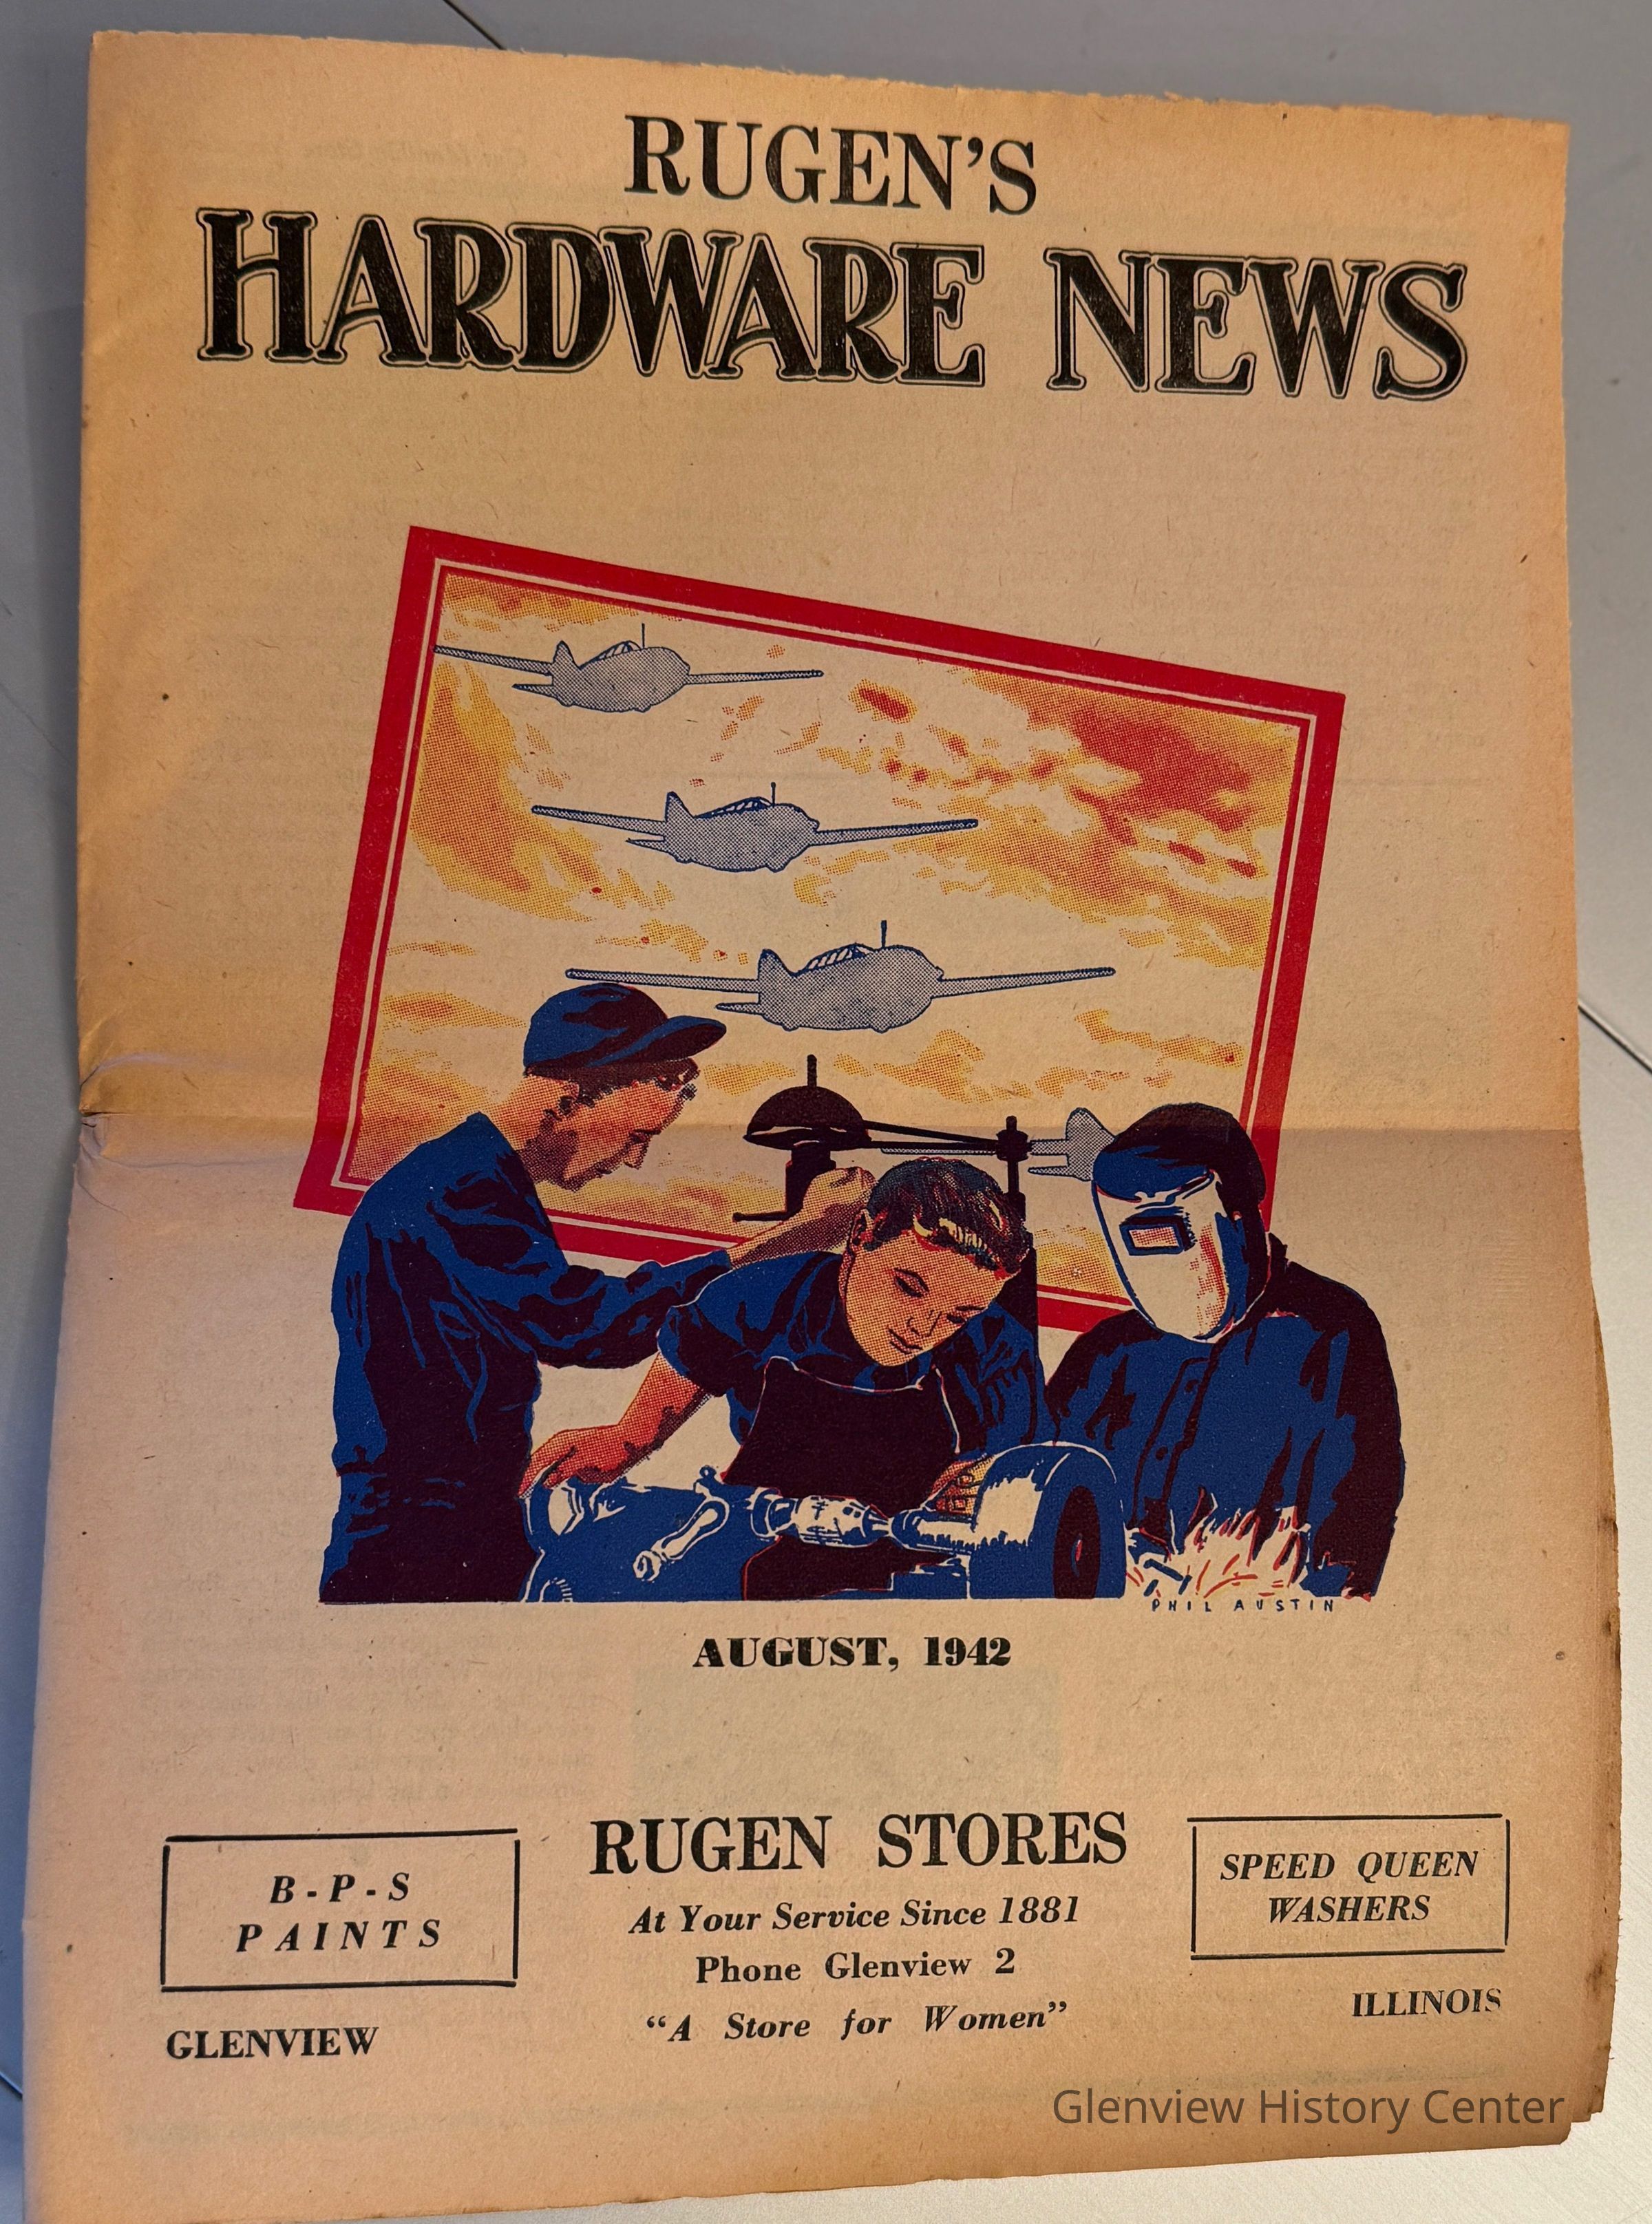 RUGEN'S
HARDWARE NEWS
PHIL AUSTIN
AUGUST, 1942
B-P-S
PAINTS
GLENVIEW
RUGEN STORES
At Your Service Since 1881
Phone Glenview 2
"A Store for Women"
SPEED QUEEN
WASHERS
ILLINOIS
Glenview History Center